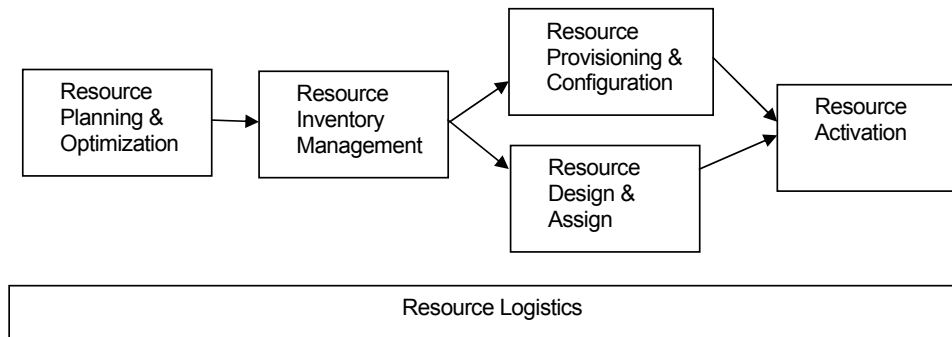 Resource
Planning &
Optimization
Resource
Inventory
Management
Resource
Provisioning &
Configuration
Resource
Design &
Assign
Resource
Activation
Resource Logistics